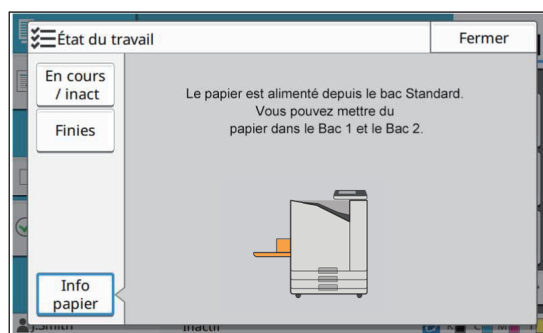 État du travail
Fermer
En cours
/ inact
Finies
Le papier est alimenté depuis le bac Standard.
Vous pouvez mettre du
papier dans le Bac 1 et le Bac 2.
Info
papier
J.Smith
Inactif
K C M Y